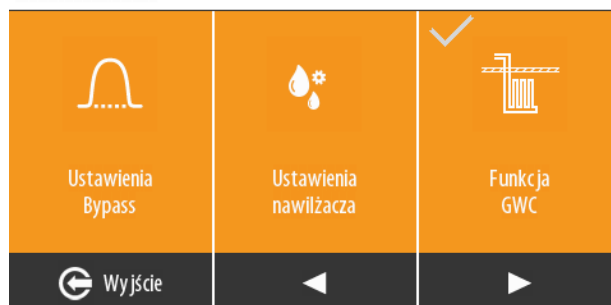 Ustawienia
Bypass
Ustawienia
nawilżacza
Funkcja
GWC
Wyjście